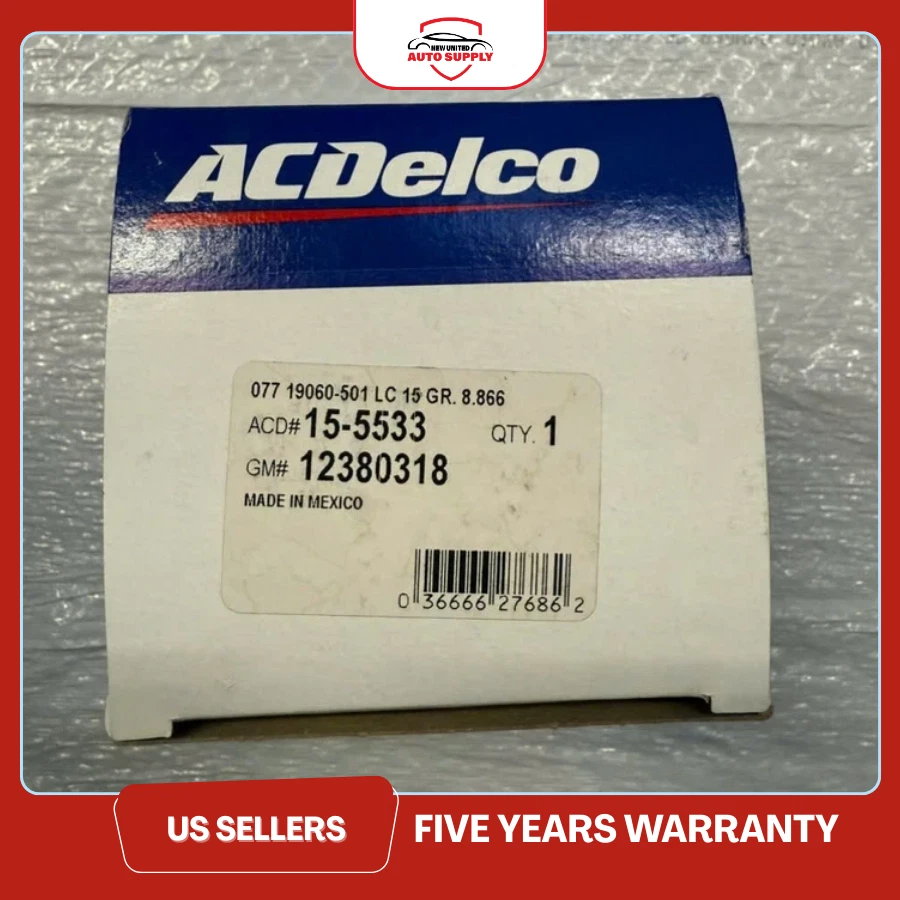 NEW UNITED
AUTO SUPPLY
ACDelco
077 19060-501 LC 15 GR. 8.866
ACD# 15-5533 QTY. 1
GM# 12380318
MADE IN MEXICO
0 36666 27686 2
US SELLERS
FIVE YEARS WARRANTY